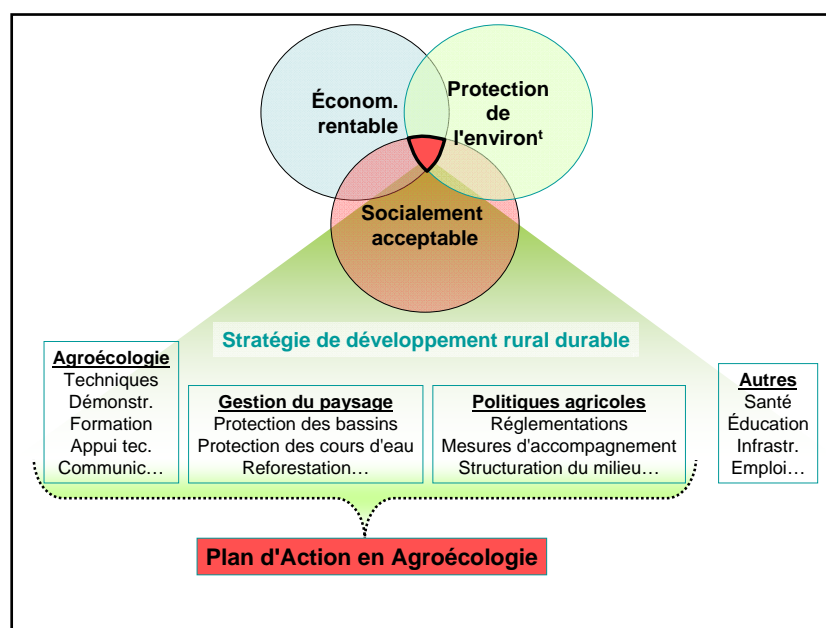 Économ.
rentable
Protection
de
l'environᵗ
Socialement
acceptable
Stratégie de développement rural durable
Agroécologie
Techniques
Démonstr.
Formation
Appui tec.
Communic…
Gestion du paysage
Protection des bassins
Protection des cours d'eau
Reforestation…
Politiques agricoles
Réglementations
Mesures d'accompagnement
Structuration du milieu…
Autres
Santé
Éducation
Infrastr.
Emploi…
Plan d'Action en Agroécologie